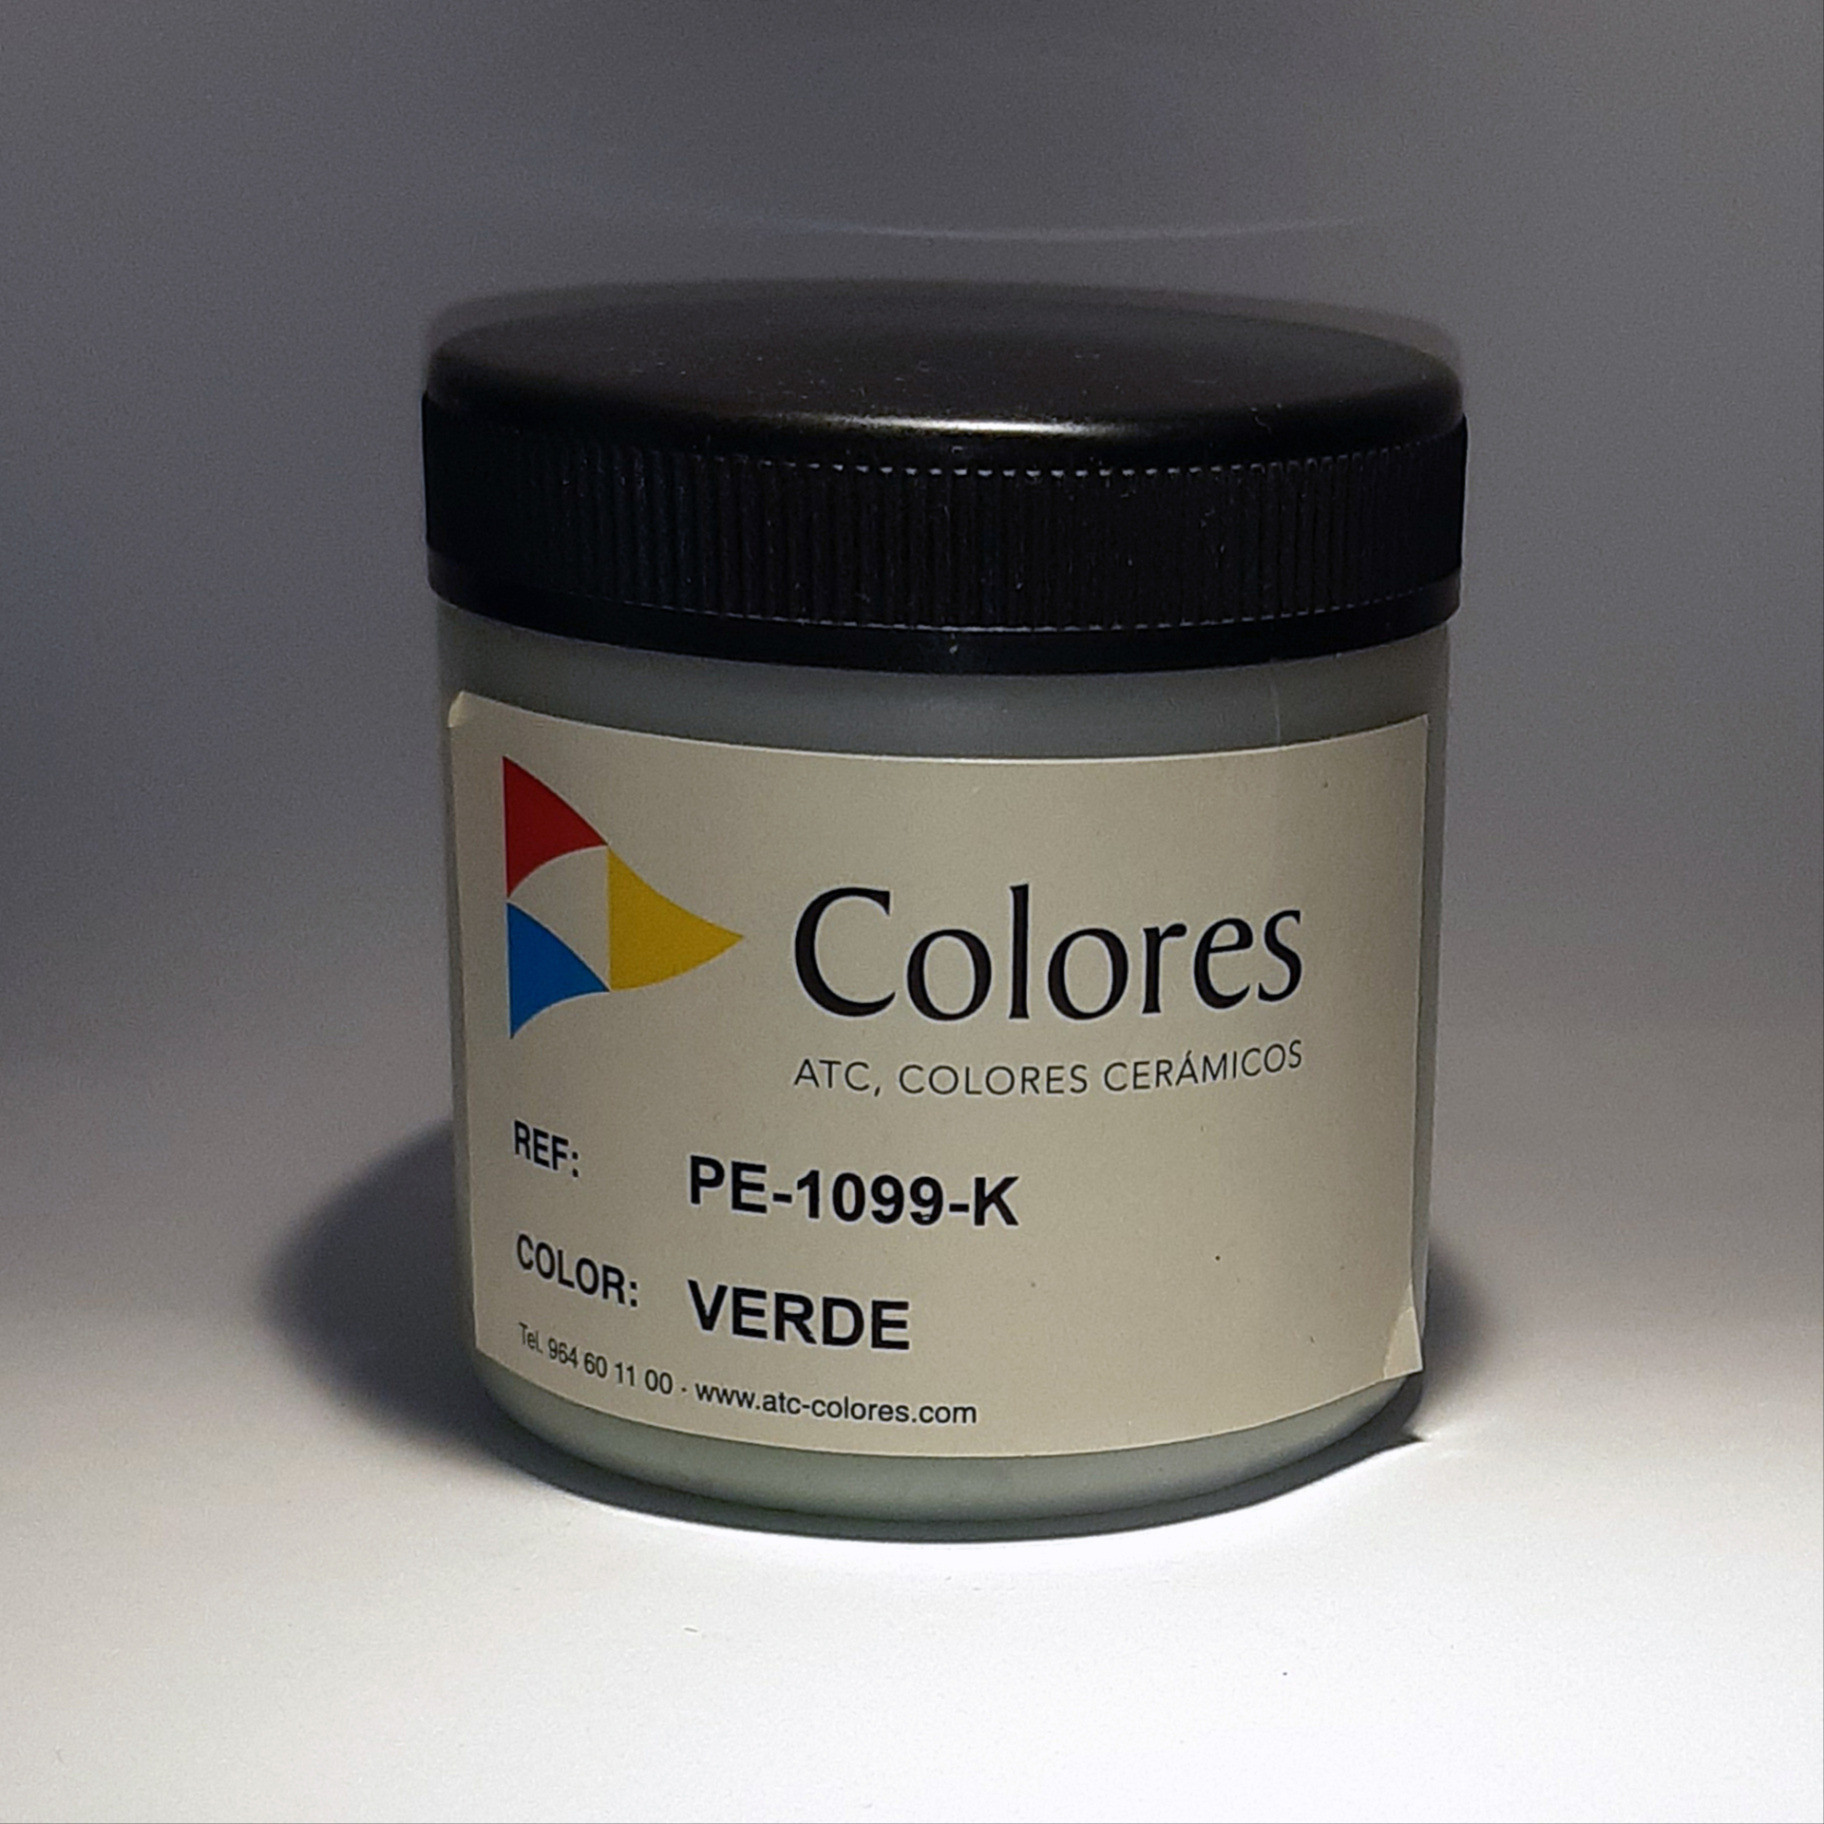 Colores
ATC, COLORES CERÁMICOS
REF: PE-1099-K
COLOR: VERDE
Tel. 964 60 11 00 - www.atc-colores.com